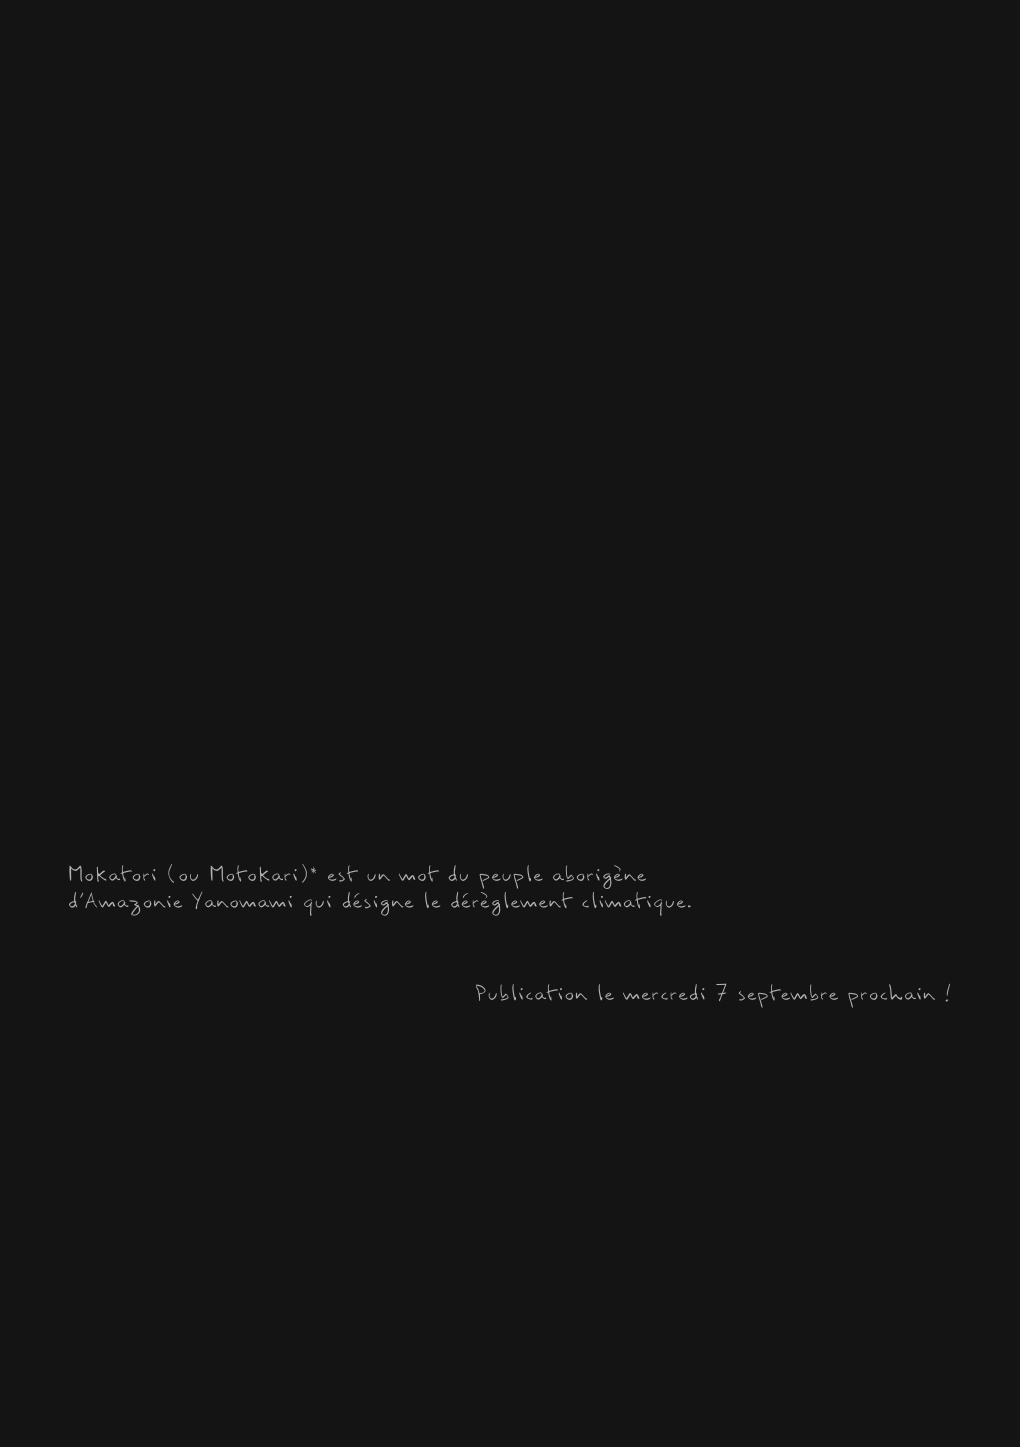 Mokatori (ou Motokari)* est un mot du peuple aborigène
d'Amazonie Yanomami qui désigne le dérèglement climatique.
Publication le mercredi 7 septembre prochain !